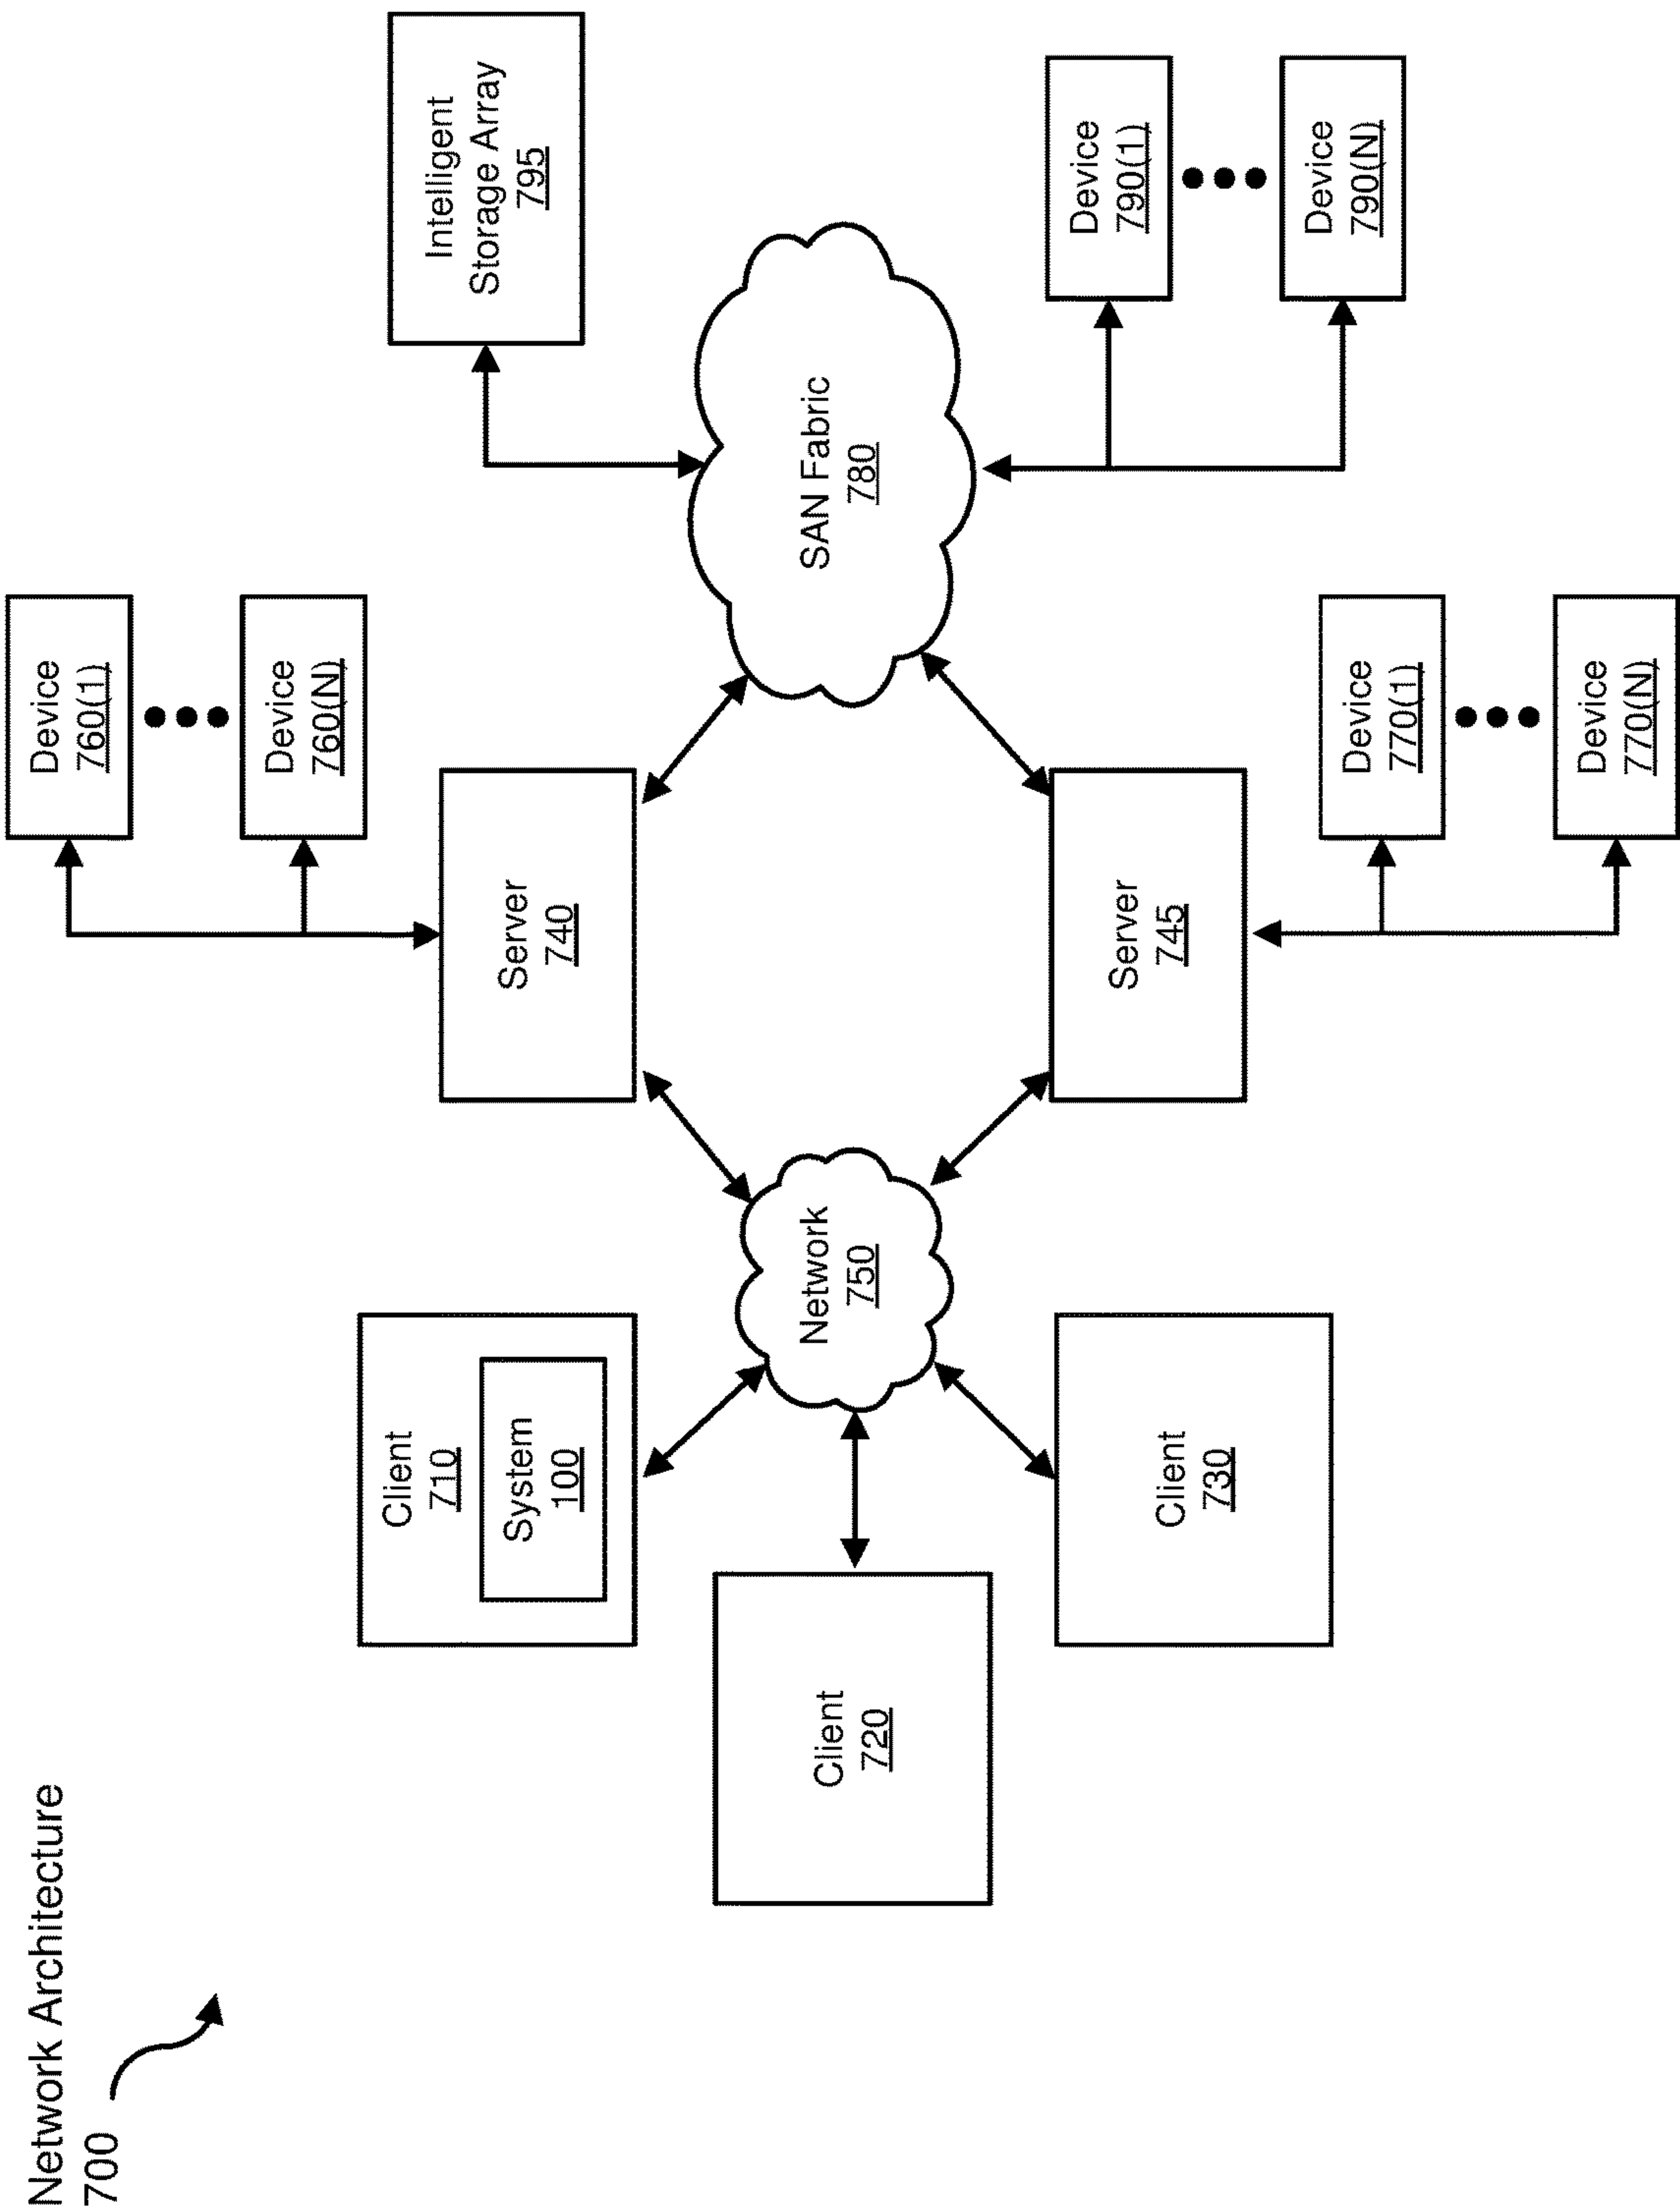 Network Architecture
700
Client
710
System
100
Client
720
Client
730
Network
750
Device
760(1)
Device
760(N)
Server
740
Server
745
Device
770(1)
Device
770(N)
SAN Fabric
780
Intelligent
Storage Array
795
Device
790(1)
Device
790(N)